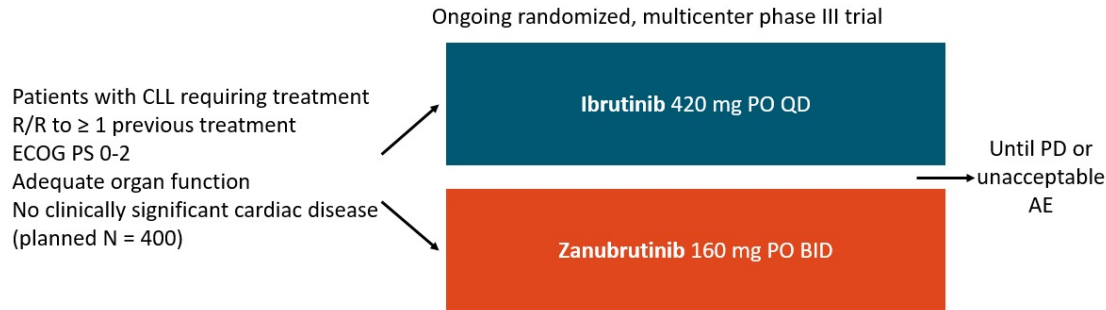 Ongoing randomized, multicenter phase III trial
Patients with CLL requiring treatment
R/R to ≥ 1 previous treatment
ECOG PS 0-2
Adequate organ function
No clinically significant cardiac disease
(planned N = 400)
Ibrutinib 420 mg PO QD
Zanubrutinib 160 mg PO BID
Until PD or
unacceptable
AE